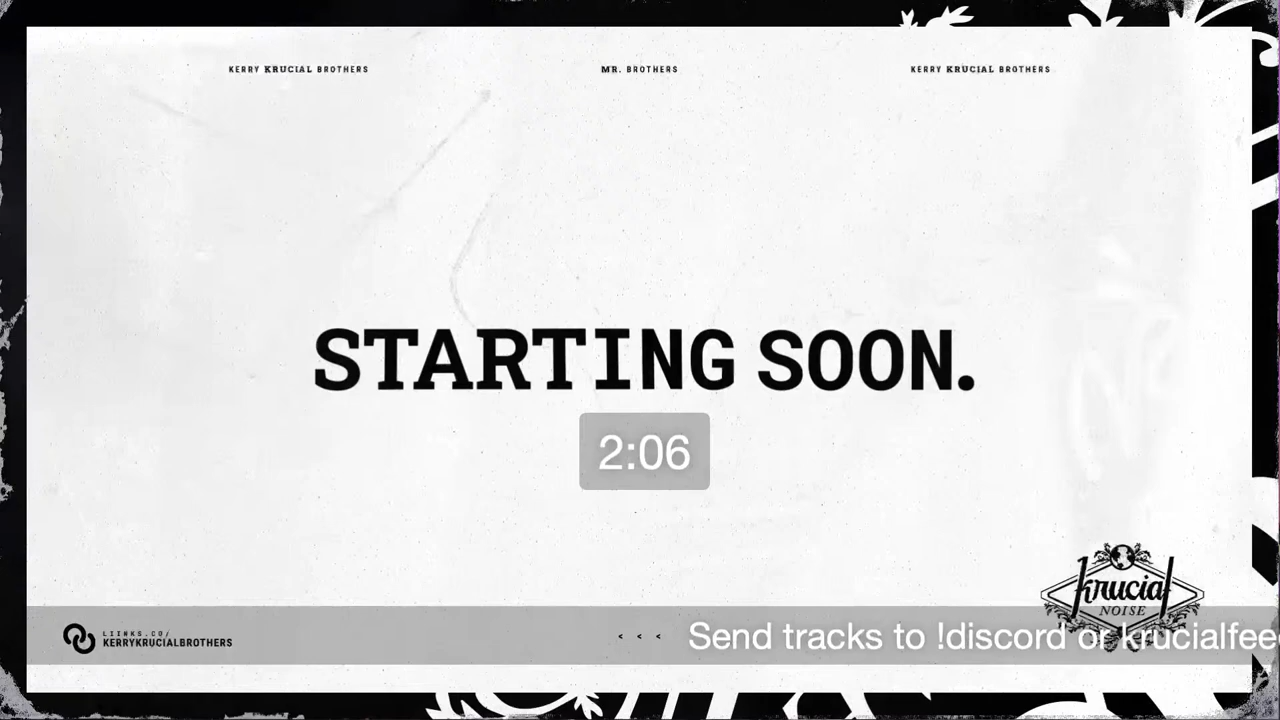 KERRY KRUCIAL BROTHERS
MR. BROTHERS
KERRY KRUCIAL BROTHERS
STARTING SOON.
2:06
krucial
NOISE
LIINKS.CO/
KERRYKRUCIALBROTHERS
< < <
Send tracks to !discord or krucialfee